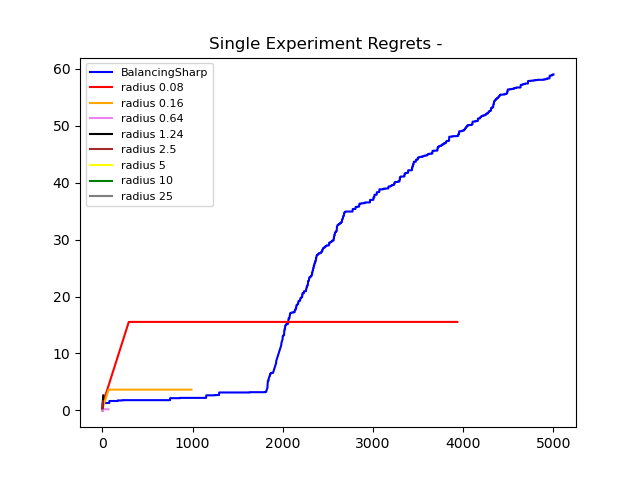 Single Experiment Regrets -
60
50
40
30
20
10
0
BalancingSharp
radius 0.08
radius 0.16
radius 0.64
radius 1.24
radius 2.5
radius 5
radius 10
radius 25
0 1000 2000 3000 4000 5000